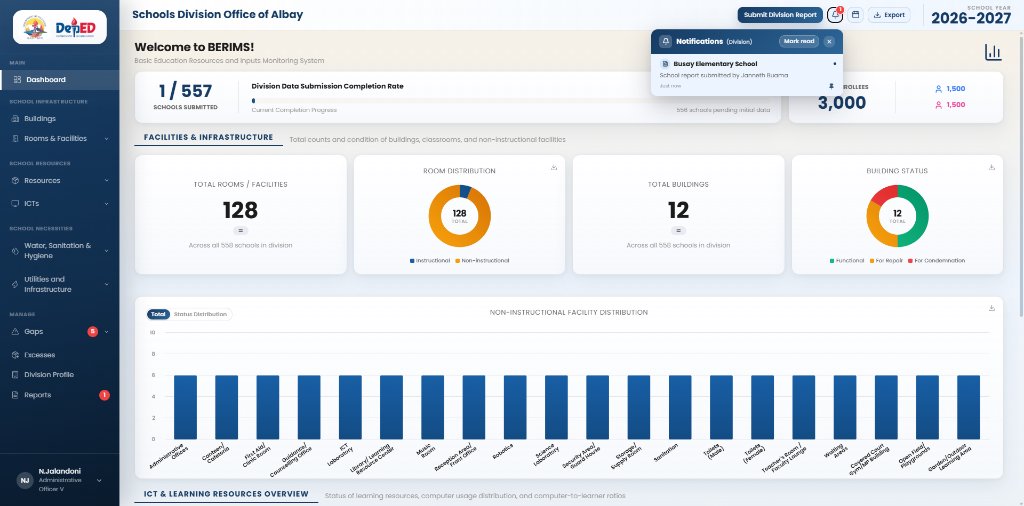 DepED
Schools Division Office of Albay
Submit Division Report
1
Export
SCHOOL YEAR
2026-2027
MAIN
Dashboard
SCHOOL INFRASTRUCTURE
Buildings
Rooms & Facilities
SCHOOL RESOURCES
Resources
ICTs
SCHOOL NECESSITIES
Water, Sanitation &
Hygiene
Utilities and
Infrastructure
MANAGE
Gaps
5
Excesses
Division Profile
Reports
1
NJ
N.Jalandoni
Administrative
Officer V
Welcome to BERIMS!
Basic Education Resources and Inputs Monitoring System
Notifications (Division)
Mark read
Busay Elementary School
School report submitted by Janneth Buama
Just now
1 / 557
SCHOOLS SUBMITTED
Division Data Submission Completion Rate
Current Completion Progress
556 schools pending initial data
3,000
1,500
1,500
FACILITIES & INFRASTRUCTURE
Total counts and condition of buildings, classrooms, and non-instructional facilities
TOTAL ROOMS / FACILITIES
128
=
Across all 558 schools in division
ROOM DISTRIBUTION
128
TOTAL
Instructional
Non-instructional
TOTAL BUILDINGS
12
=
Across all 558 schools in division
BUILDING STATUS
12
TOTAL
Functional
For Repair
For Condemnation
Total
Status Distribution
NON-INSTRUCTIONAL FACILITY DISTRIBUTION
10
8
6
4
2
0
Administrative
Offices
Canteen/
Cafeteria
First Aid/
Clinic Room
Guidance/
Counselling Office
ICT
Laboratory
Library/ Learning
Resource Center
Music
Room
Reception Area/
Front Office
Robotics
Science
Laboratory
Security Area/
Guard House
Storage/
Supply Room
Sanitation
Toilets
(Male)
Toilets
(Female)
Teacher's Room /
Faculty Lounge
Waiting
Areas
Covered Court
Gym/MP Building
Open Field/
Playgrounds
Garden/Outdoor
Learning Area
ICT & LEARNING RESOURCES OVERVIEW
Status of learning resources, computer usage distribution, and computer-to-learner ratios